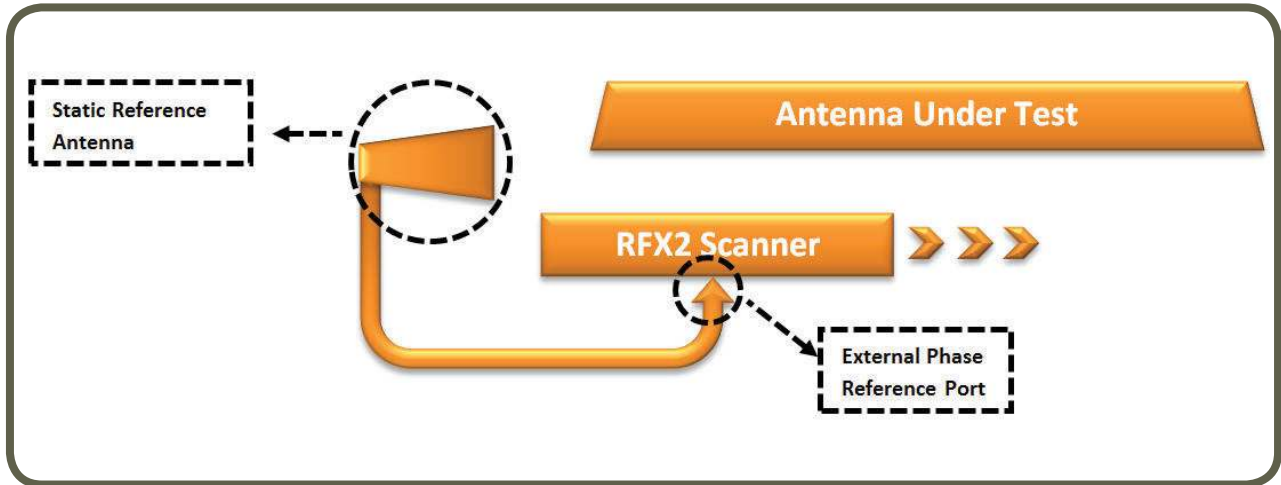 Static Reference
Antenna
Antenna Under Test
RFX2 Scanner
External Phase
Reference Port